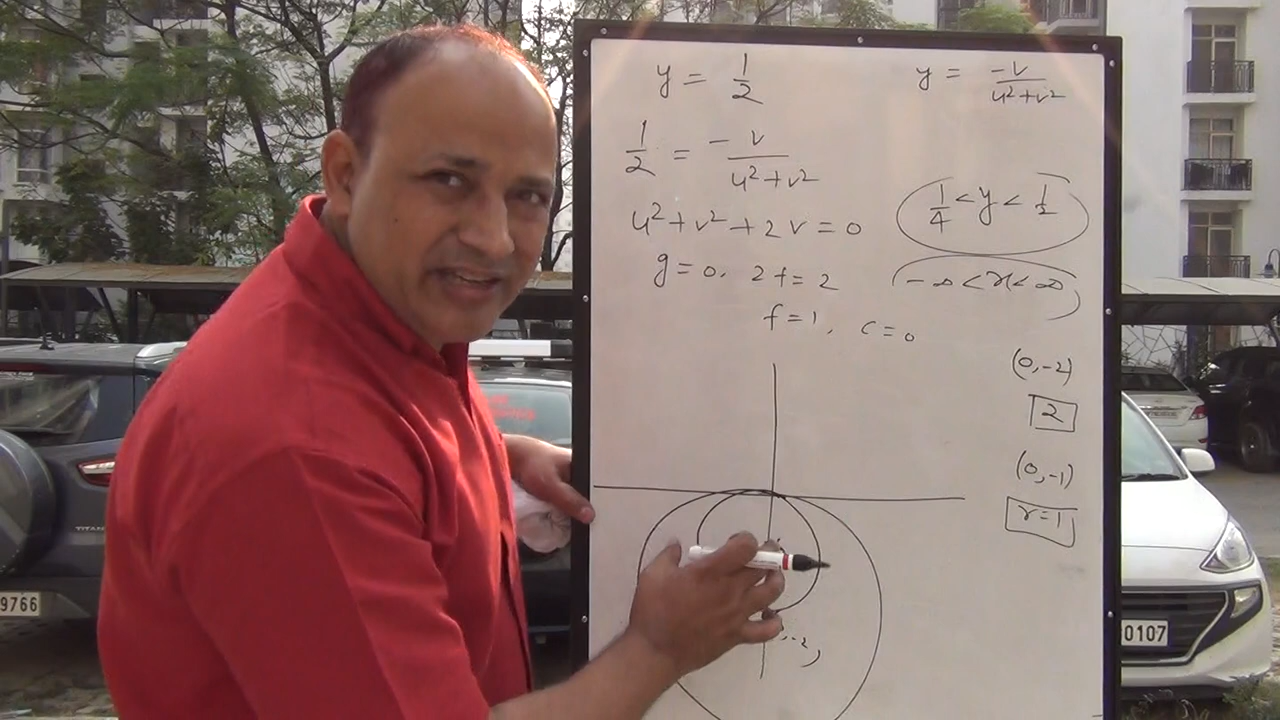 y = 1/2
y = -v/(u²+v²)
1/2 = -v/(u²+v²)
1/4 < y < 1/2
u²+v²+2v=0
g=0, 2f=2
-∞<x<∞
f=1, c=0
(0,-2)
2
(0,-1)
r=1
9766
0107